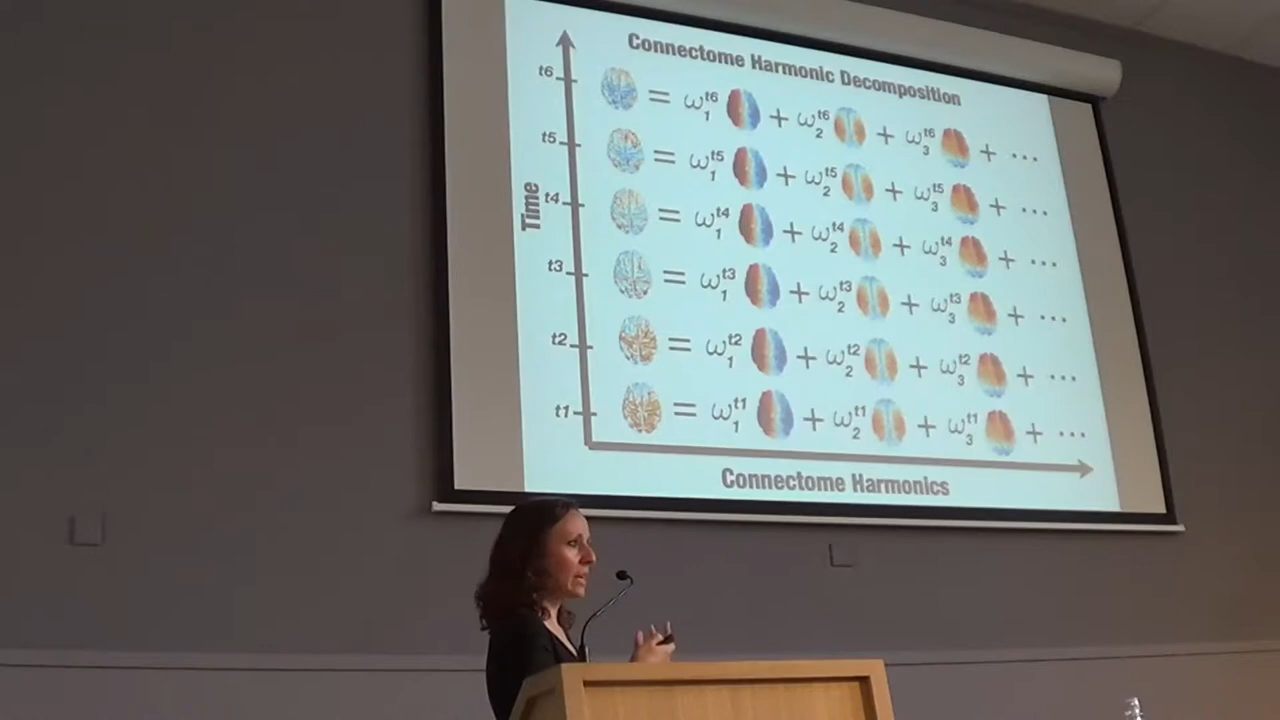 Connectome Harmonic Decomposition
t6 = ω₁ᵗ⁶ + ω₂ᵗ⁶ + ω₃ᵗ⁶ + ···
t5 = ω₁ᵗ⁵ + ω₂ᵗ⁵ + ω₃ᵗ⁵ + ···
t4 = ω₁ᵗ⁴ + ω₂ᵗ⁴ + ω₃ᵗ⁴ + ···
Time
t3 = ω₁ᵗ³ + ω₂ᵗ³ + ω₃ᵗ³ + ···
t2 = ω₁ᵗ² + ω₂ᵗ² + ω₃ᵗ² + ···
t1 = ω₁ᵗ¹ + ω₂ᵗ¹ + ω₃ᵗ¹ + ···
Connectome Harmonics